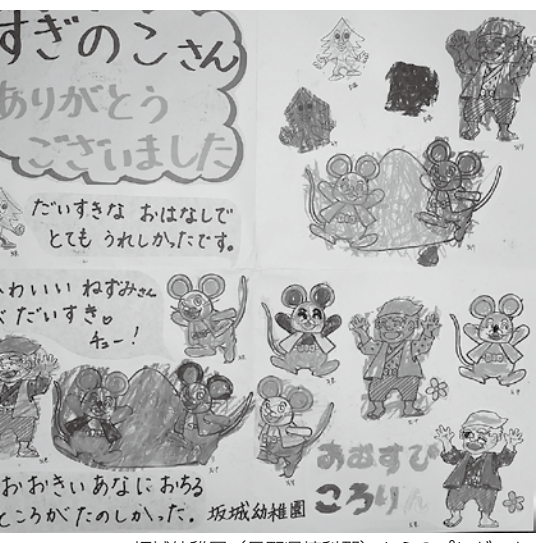 すぎのこさん
ありがとう
ございました
だいすきな おはなしで
とても うれしかったです。
わいい ねずみさん
だいすき。
チュー!
おおきい あなに おちる
ところが たのしかった。 坂城幼稚園
おむすび
ころりん